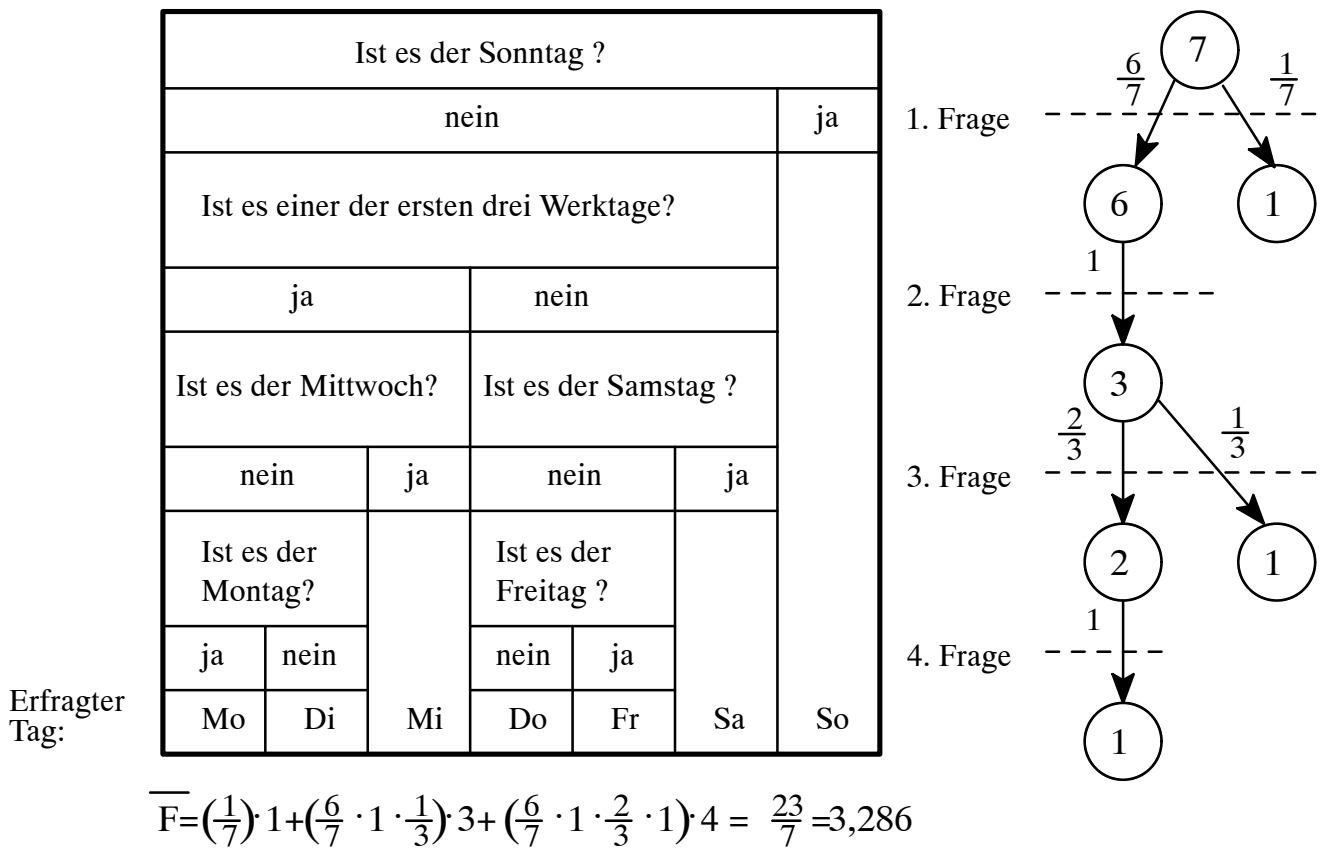 Ist es der Sonntag ?
nein ja
Ist es einer der ersten drei Werktage?
ja nein
Ist es der Mittwoch? Ist es der Samstag ?
nein ja nein ja
Ist es der Montag?
Ist es der Freitag ?
ja nein nein ja
Erfragter Tag:
Mo Di Mi Do Fr Sa So
F̅=(1/7)·1+(6/7 ·1·1/3)·3+(6/7 ·1·2/3 ·1)·4 = 23/7 =3,286
7
6/7 1/7
1. Frage
6 1
1
2. Frage
3
2/3 1/3
3. Frage
2 1
1
4. Frage
1